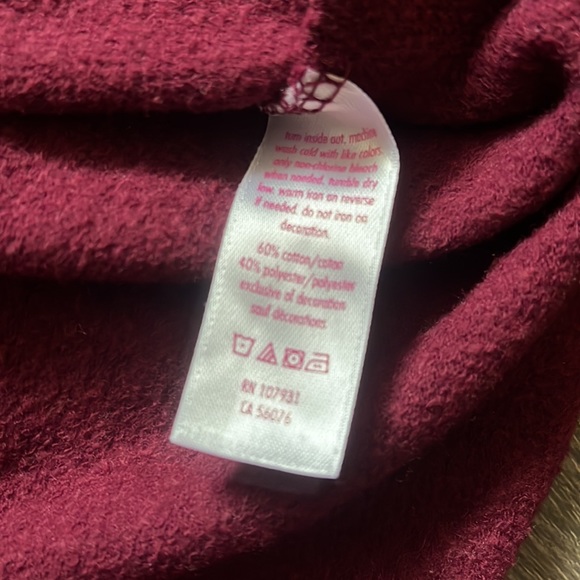 turn inside out, machine
wash cold with like colors
only non-chlorine bleach
when needed, tumble dry
low, warm iron on reverse
if needed. do not iron on
decoration.
60% cotton/coton
40% polyester/polyester
exclusive of decoration
sauf décorations
RN 107931
CA 56076